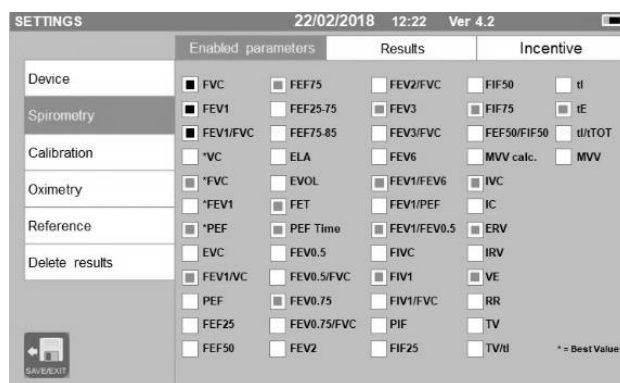 SETTINGS 22/02/2018 12:22 Ver 4.2
Enabled parameters Results Incentive
Device
Spirometry
Calibration
Oximetry
Reference
Delete results
SAVE/EXIT
FVC FEF75 FEV2/FVC FIF50 tI
FEV1 FEF25-75 FEV3 FIF75 tE
FEV1/FVC FEF75-85 FEV3/FVC FEF50/FIF50 tI/tTOT
*VC ELA FEV6 MVV calc. MVV
*FVC EVOL FEV1/FEV6 IVC
*FEV1 FET FEV1/PEF IC
*PEF PEF Time FEV1/FEV0.5 ERV
EVC FEV0.5 FIVC IRV
FEV1/VC FEV0.5/FVC FIV1 VE
PEF FEV0.75 FIV1/FVC RR
FEF25 FEV0.75/FVC PIF TV
FEF50 FEV2 FIF25 TV/tI * = Best Value